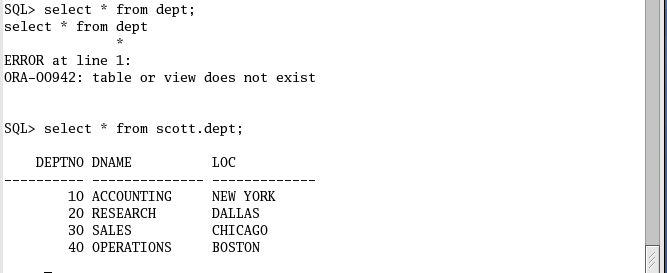 SQL> select * from dept;
select * from dept
              *
ERROR at line 1:
ORA-00942: table or view does not exist
SQL> select * from scott.dept;
    DEPTNO DNAME          LOC
---------- -------------- -------------
        10 ACCOUNTING     NEW YORK
        20 RESEARCH       DALLAS
        30 SALES          CHICAGO
        40 OPERATIONS     BOSTON